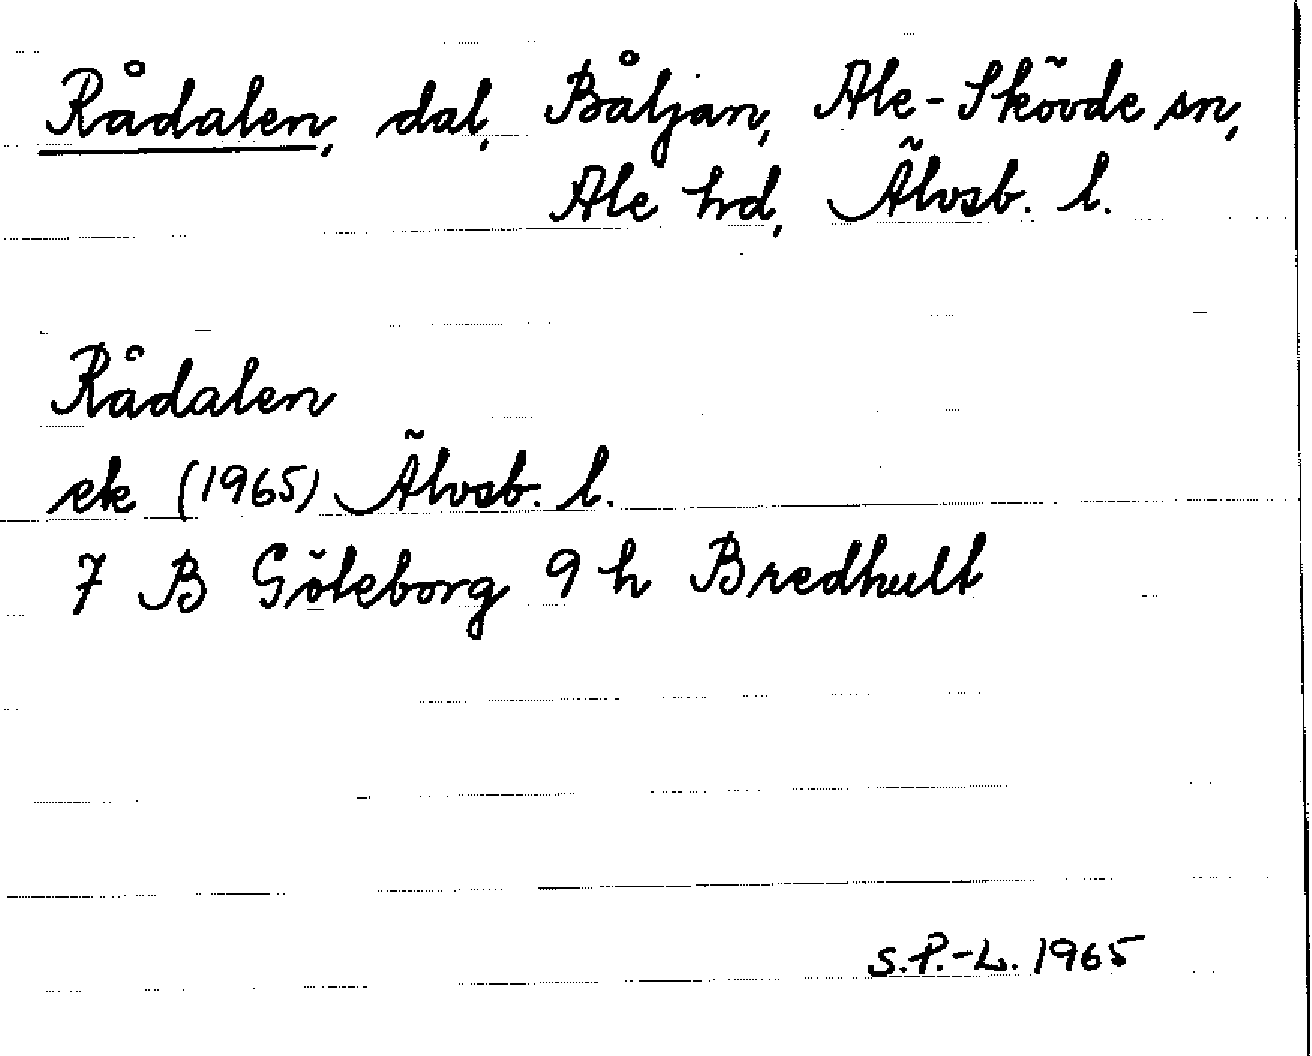 Rådalen, dal, Båljan, Ale-Skövde sn,
Ale hd, Älvsb. l.
Rådalen
ek (1965) Älvsb. l.
7 B Göteborg 9 h Bredhult
S.P.-L. 1965